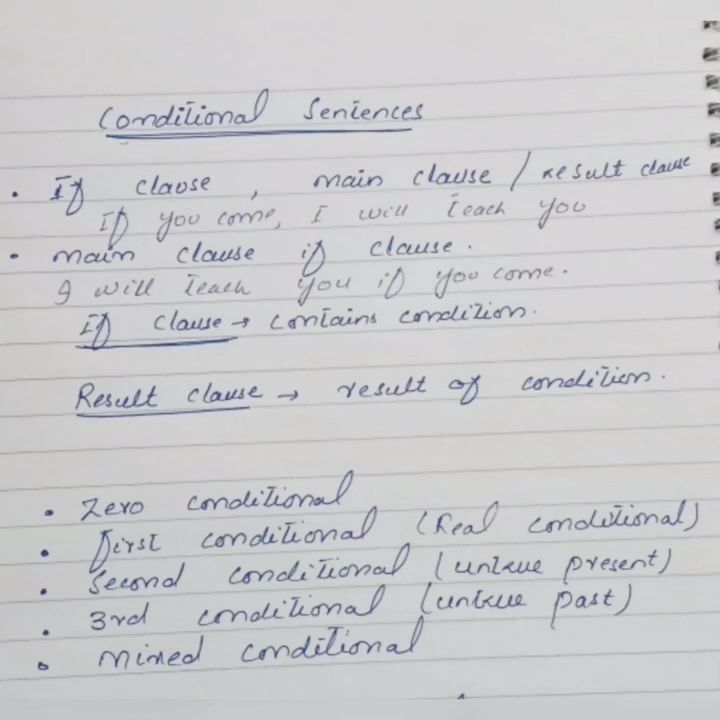 Conditional Sentences
• If clause, main clause / result clause
If you come, I will teach you
• main clause if clause.
I will teach you if you come.
If clause → contains condition.
Result clause → result of condition.
• Zero conditional
• first conditional (Real conditional)
• second conditional (untrue present)
• 3rd conditional (untrue past)
• mixed conditional